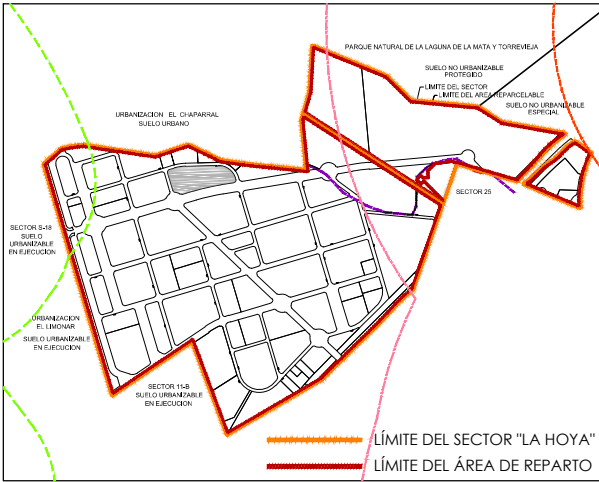 PARQUE NATURAL DE LA LAGUNA DE LA MATA Y TORREVIEJA
SUELO NO URBANIZABLE
PROTEGIDO
LIMITE DEL SECTOR
LIMITE DEL AREA REPARCELABLE
SUELO NO URBANIZABLE
ESPECIAL
URBANIZACION EL CHAPARRAL
SUELO URBANO
SECTOR 25
SECTOR S-18
SUELO
URBANIZABLE
EN EJECUCION
URBANIZACION
EL LIMONAR
SUELO URBANIZABLE
EN EJECUCION
SECTOR 11-B
SUELO URBANIZABLE
EN EJECUCION
LÍMITE DEL SECTOR "LA HOYA"
LÍMITE DEL ÁREA DE REPARTO